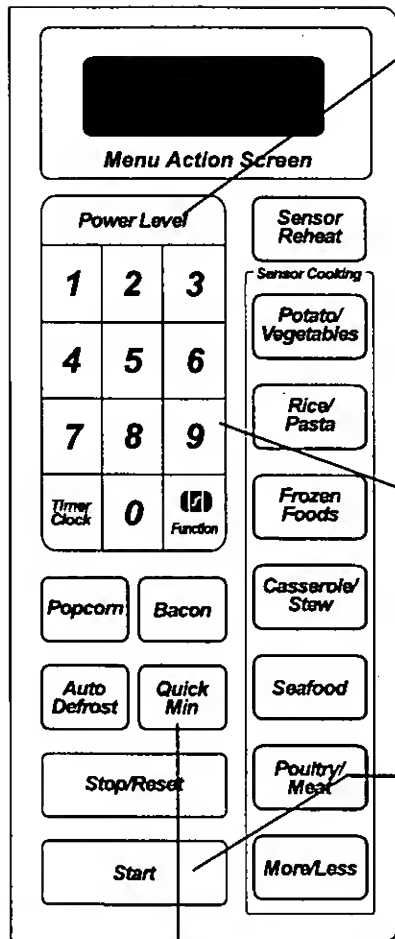 Menu Action Screen
Power Level
1 2 3
4 5 6
7 8 9
Timer
Clock
0
Function
Popcorn
Bacon
Auto
Defrost
Quick
Min
Stop/Reset
Start
Sensor
Reheat
Sensor Cooking
Potato/
Vegetables
Rice/
Pasta
Frozen
Foods
Casserole/
Stew
Seafood
Poultry/
Meat
More/Less